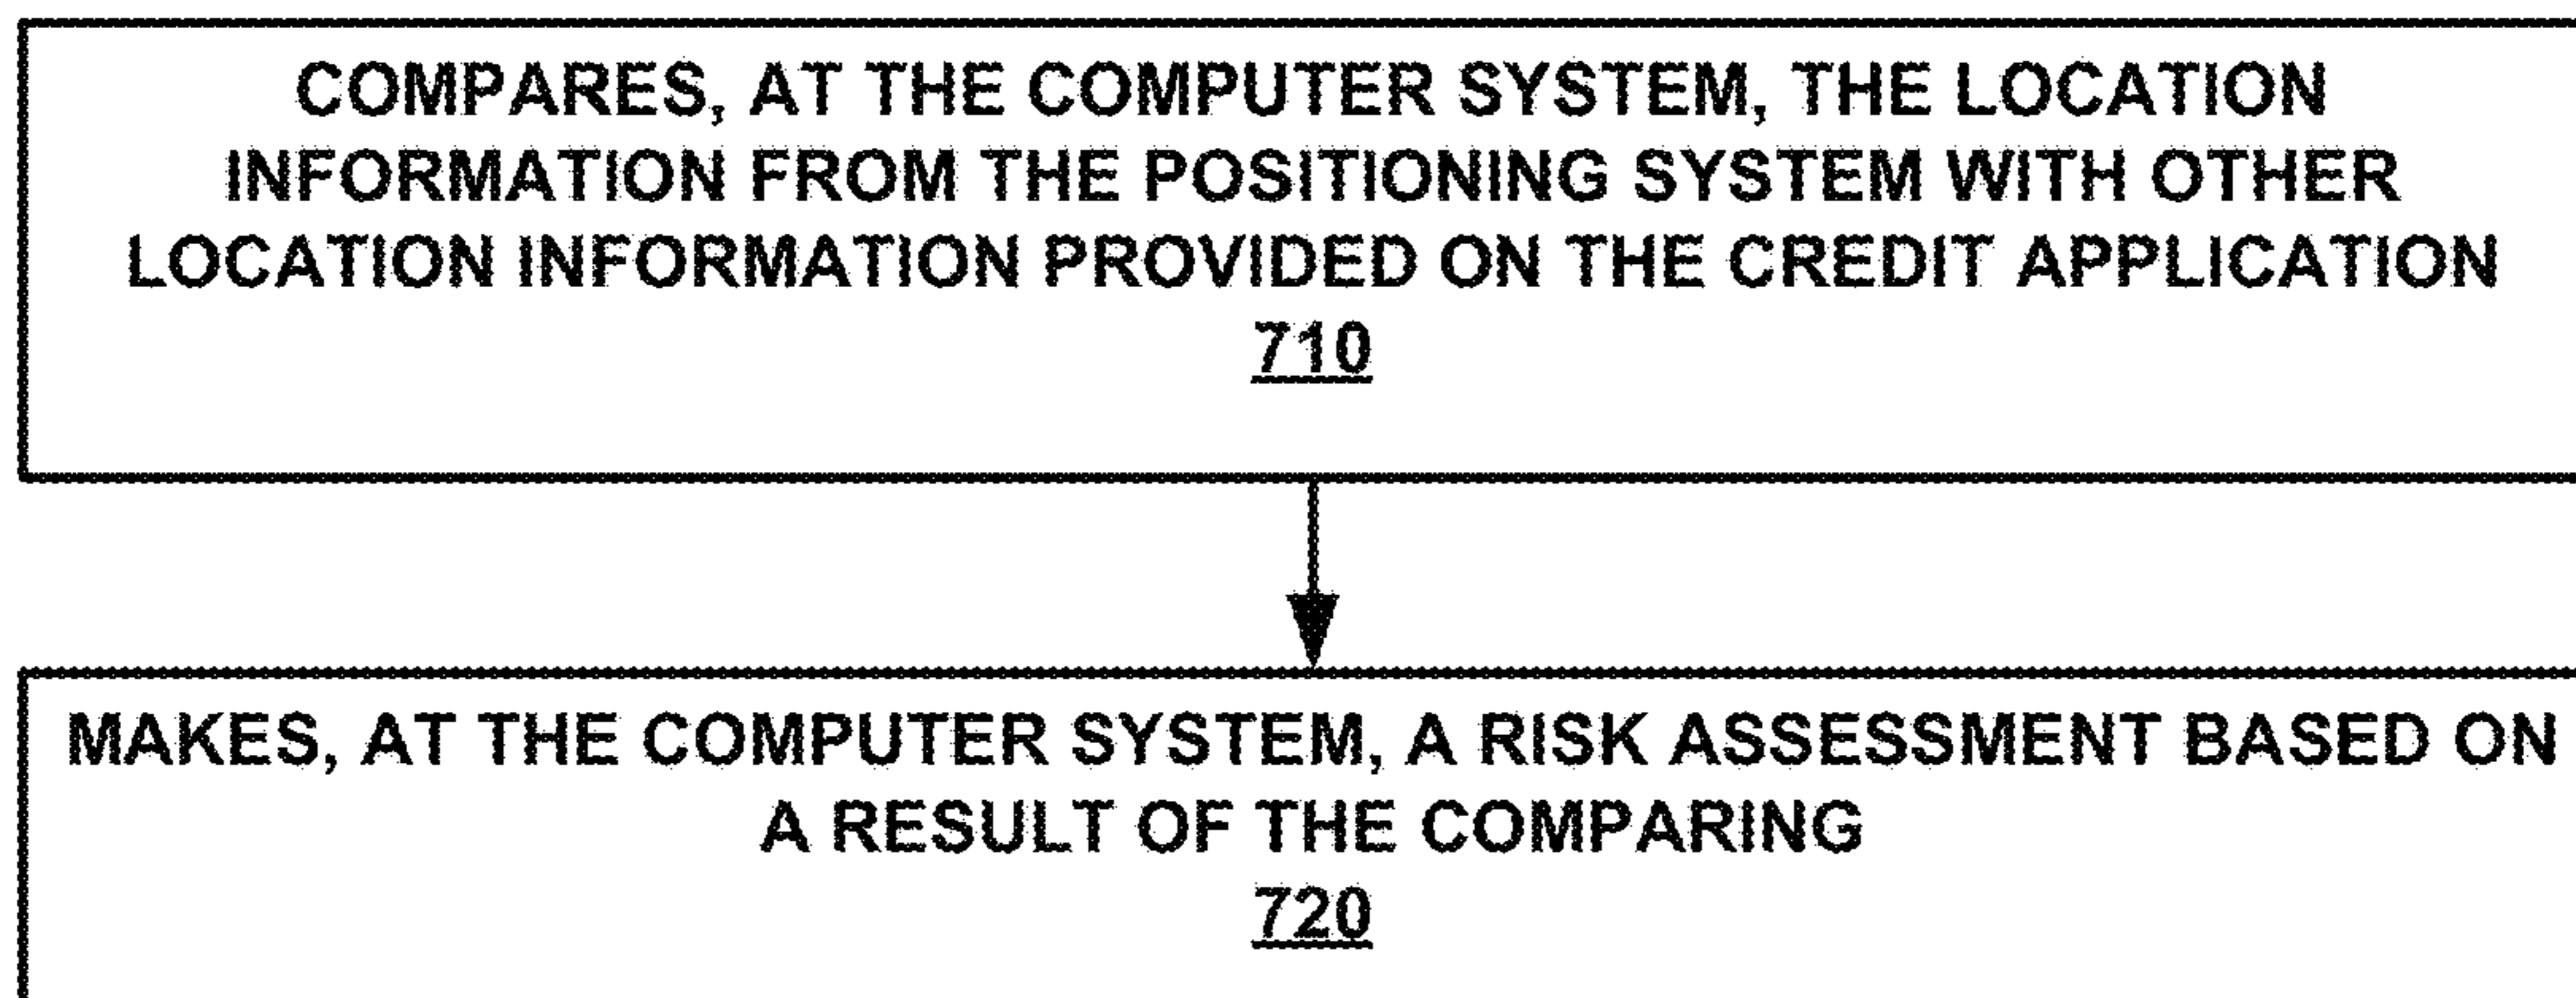 COMPARES, AT THE COMPUTER SYSTEM, THE LOCATION
INFORMATION FROM THE POSITIONING SYSTEM WITH OTHER
LOCATION INFORMATION PROVIDED ON THE CREDIT APPLICATION
710
MAKES, AT THE COMPUTER SYSTEM, A RISK ASSESSMENT BASED ON
A RESULT OF THE COMPARING
720